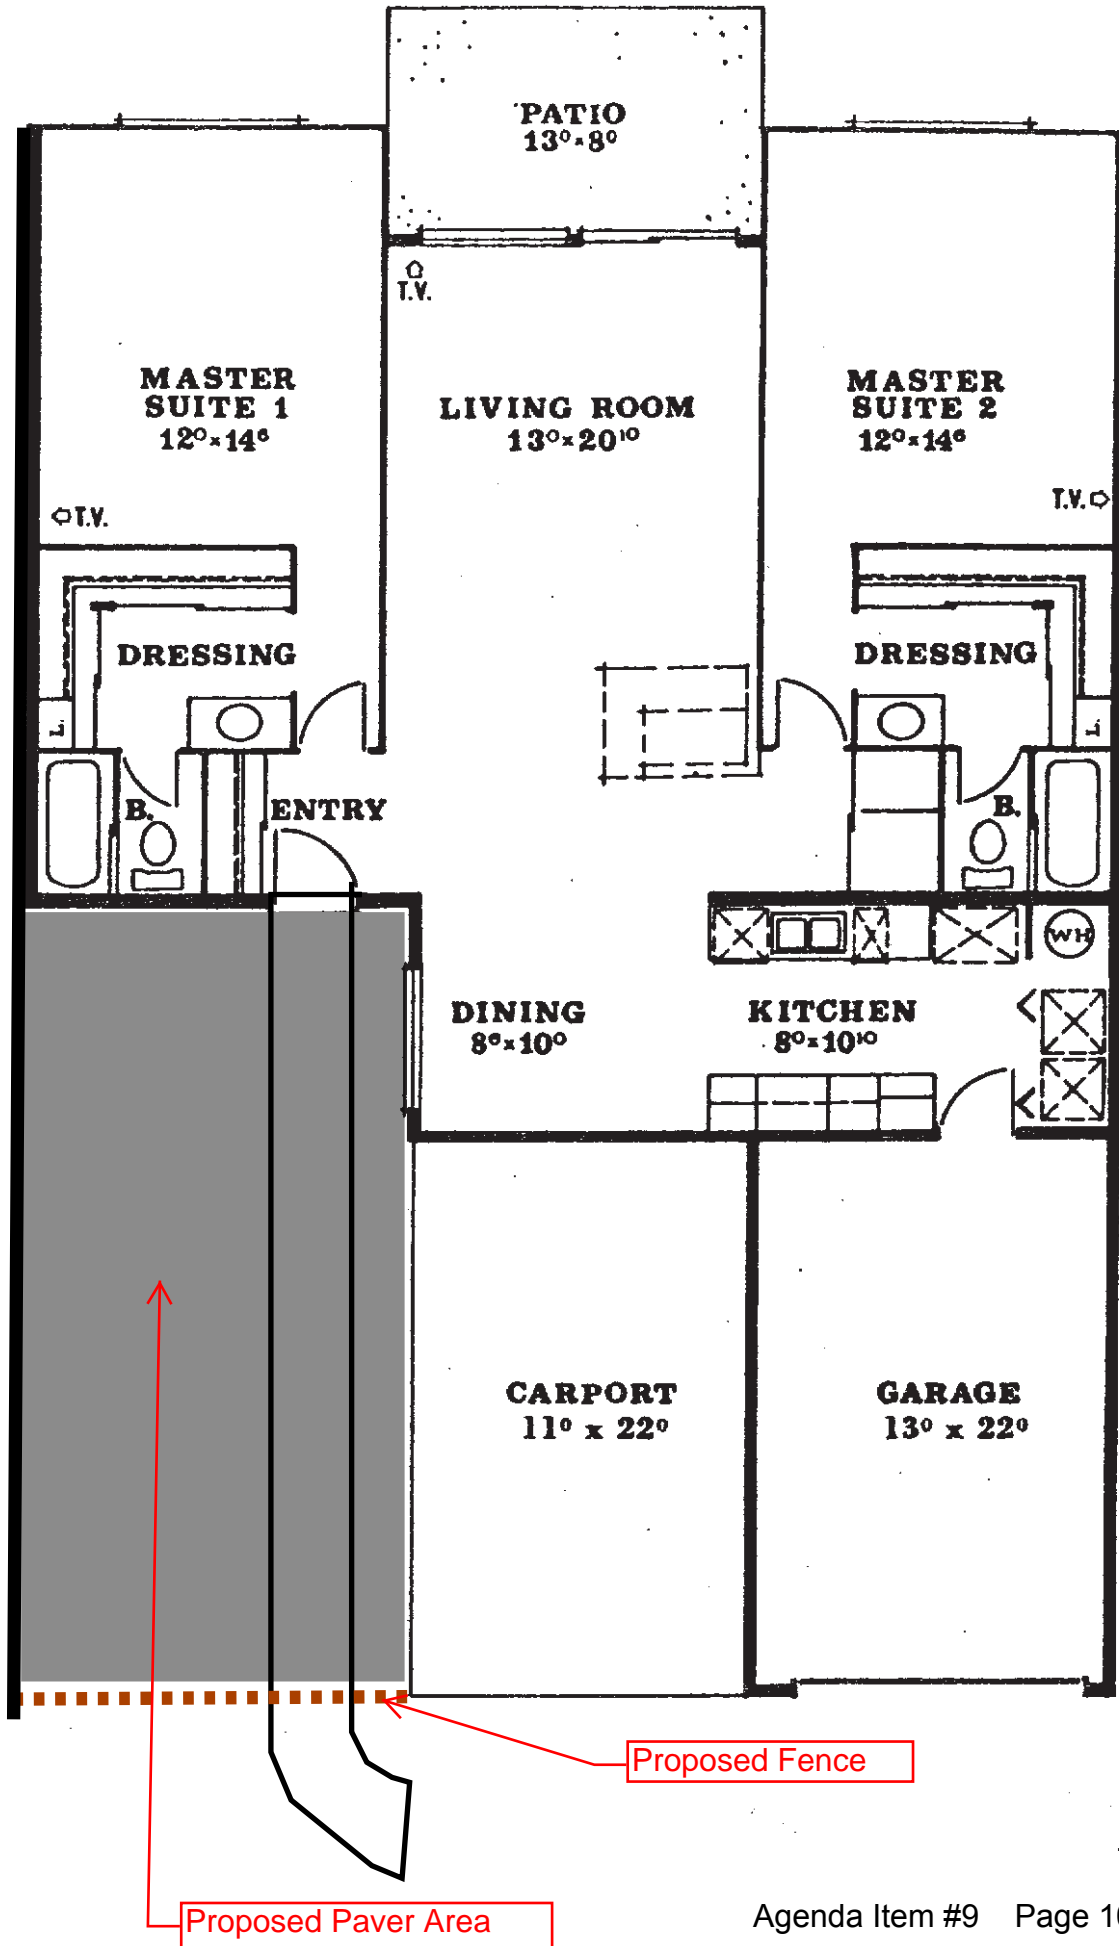 PATIO
13⁰×8⁰
T.V.
MASTER
SUITE 1
12⁰×14⁶
LIVING ROOM
13⁰×20¹⁰
MASTER
SUITE 2
12⁰×14⁶
T.V.
T.V.
DRESSING
DRESSING
L.
L.
B.
ENTRY
B.
WH
DINING
8⁶×10⁰
KITCHEN
8⁰×10¹⁰
CARPORT
11⁰ x 22⁰
GARAGE
13⁰ x 22⁰
Proposed Fence
Proposed Paver Area
Agenda Item #9 Page